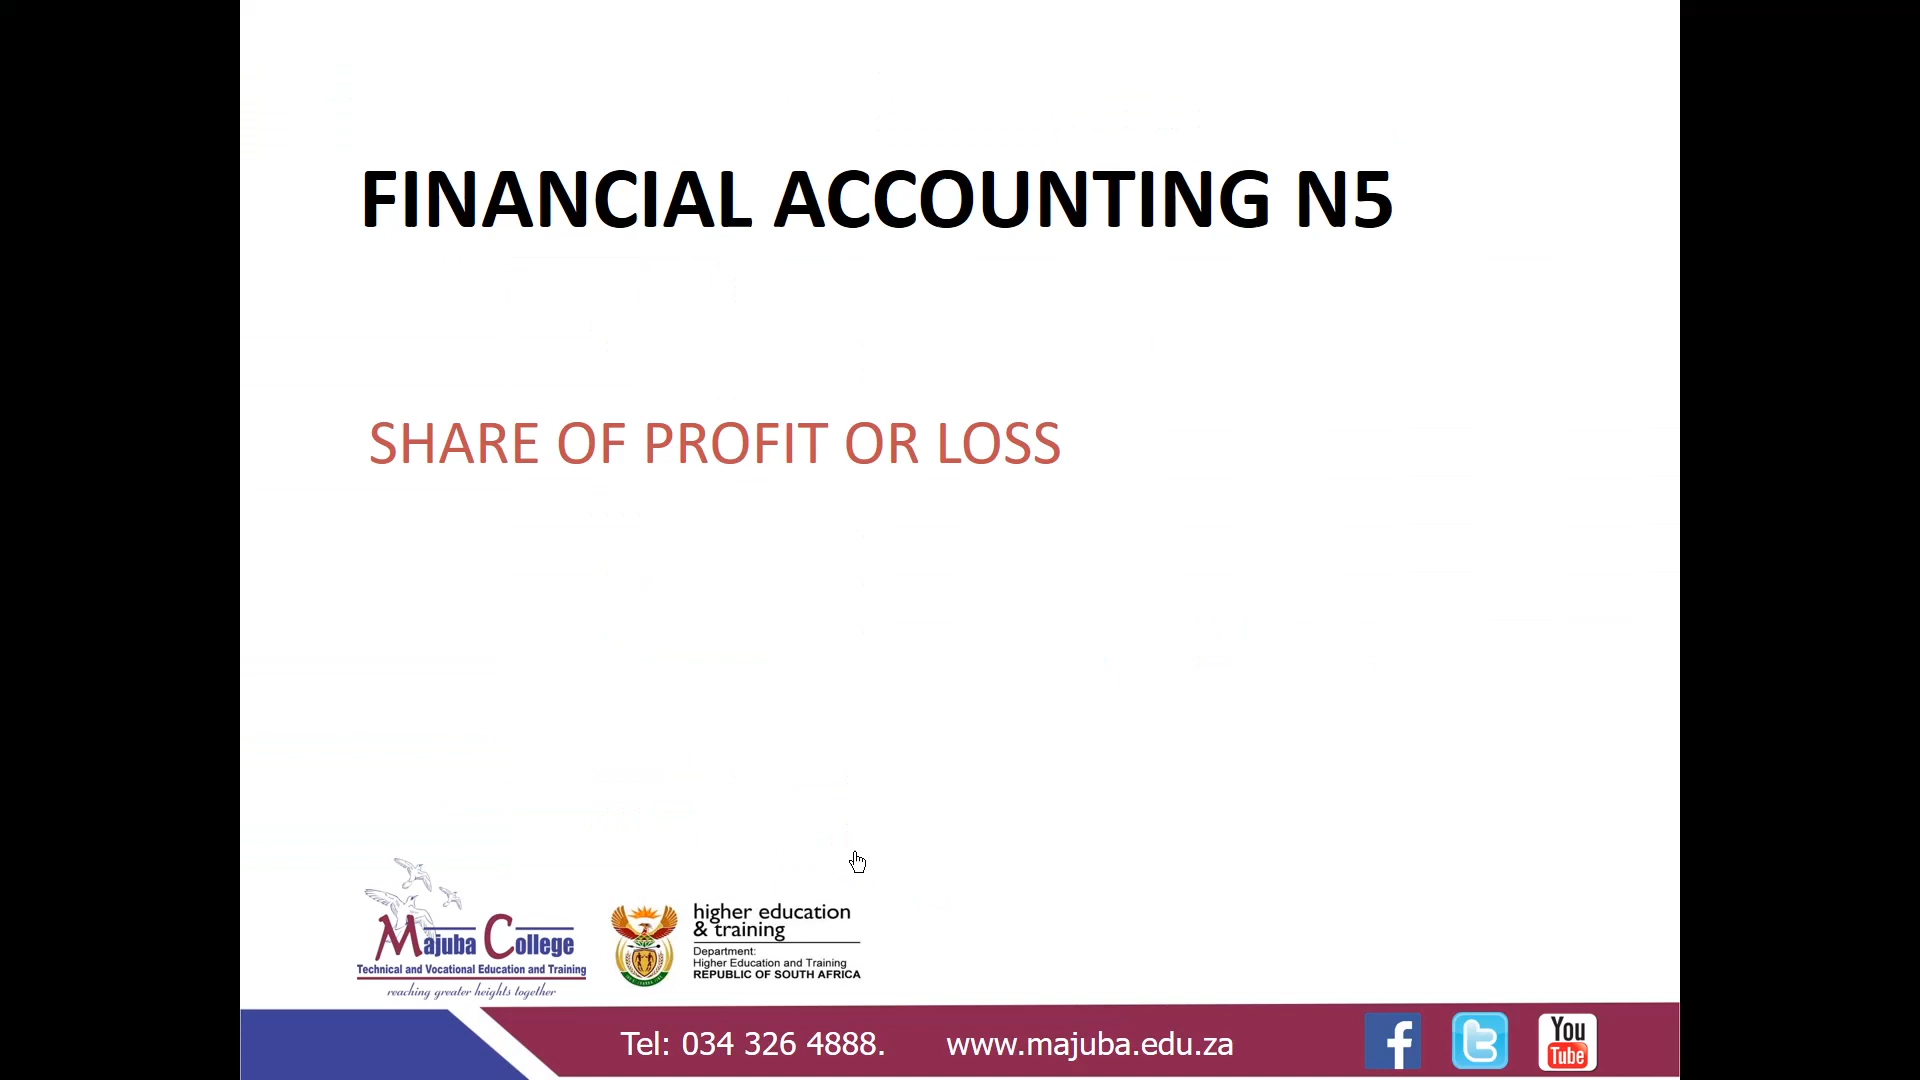 FINANCIAL ACCOUNTING N5
SHARE OF PROFIT OR LOSS
Majuba College
Technical and Vocational Education and Training
reaching greater heights together
higher education
& training
Department:
Higher Education and Training
REPUBLIC OF SOUTH AFRICA
Tel: 034 326 4888. www.majuba.edu.za
You
Tube